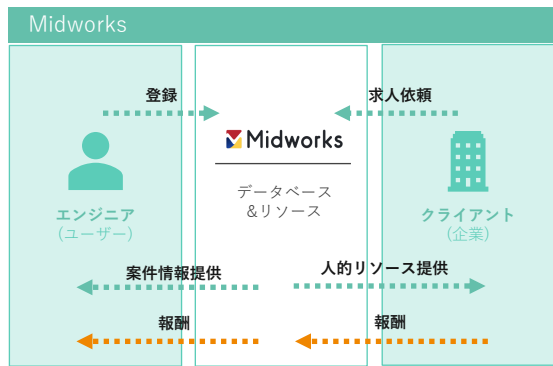 Midworks
登録
求人依頼
Midworks
データベース
&リソース
エンジニア
(ユーザー)
クライアント
(企業)
案件情報提供
人的リソース提供
報酬
報酬